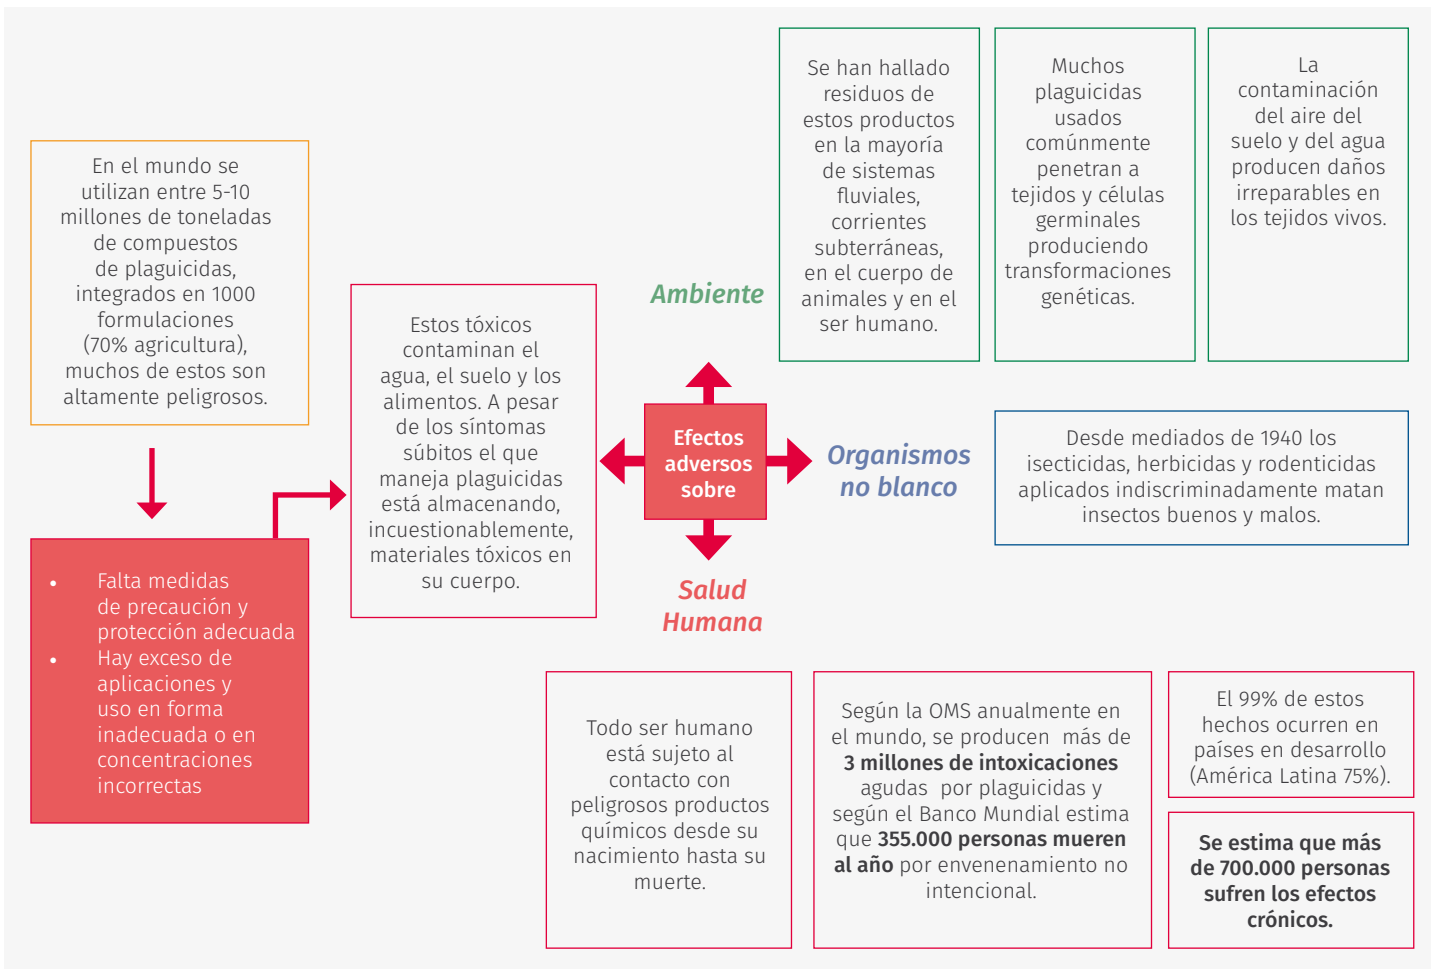 En el mundo se
utilizan entre 5-10
millones de toneladas
de compuestos
de plaguicidas,
integrados en 1000
formulaciones
(70% agricultura),
muchos de estos son
altamente peligrosos.
• Falta medidas
de precaución y
protección adecuada
• Hay exceso de
aplicaciones y
uso en forma
inadecuada o en
concentraciones
incorrectas
Estos tóxicos
contaminan el
agua, el suelo y los
alimentos. A pesar
de los síntomas
súbitos el que
maneja plaguicidas
está almacenando,
incuestionablemente,
materiales tóxicos en
su cuerpo.
Efectos
adversos
sobre
Ambiente
Se han hallado
residuos de
estos productos
en la mayoría
de sistemas
fluviales,
corrientes
subterráneas,
en el cuerpo de
animales y en el
ser humano.
Muchos
plaguicidas
usados
comúnmente
penetran a
tejidos y células
germinales
produciendo
transformaciones
genéticas.
La
contaminación
del aire del
suelo y del agua
producen daños
irreparables en
los tejidos vivos.
Organismos
no blanco
Desde mediados de 1940 los
isecticidas, herbicidas y rodenticidas
aplicados indiscriminadamente matan
insectos buenos y malos.
Salud
Humana
Todo ser humano
está sujeto al
contacto con
peligrosos productos
químicos desde su
nacimiento hasta su
muerte.
Según la OMS anualmente en
el mundo, se producen más de
3 millones de intoxicaciones
agudas por plaguicidas y
según el Banco Mundial estima
que 355.000 personas mueren
al año por envenenamiento no
intencional.
El 99% de estos
hechos ocurren en
países en desarrollo
(América Latina 75%).
Se estima que más
de 700.000 personas
sufren los efectos
crónicos.